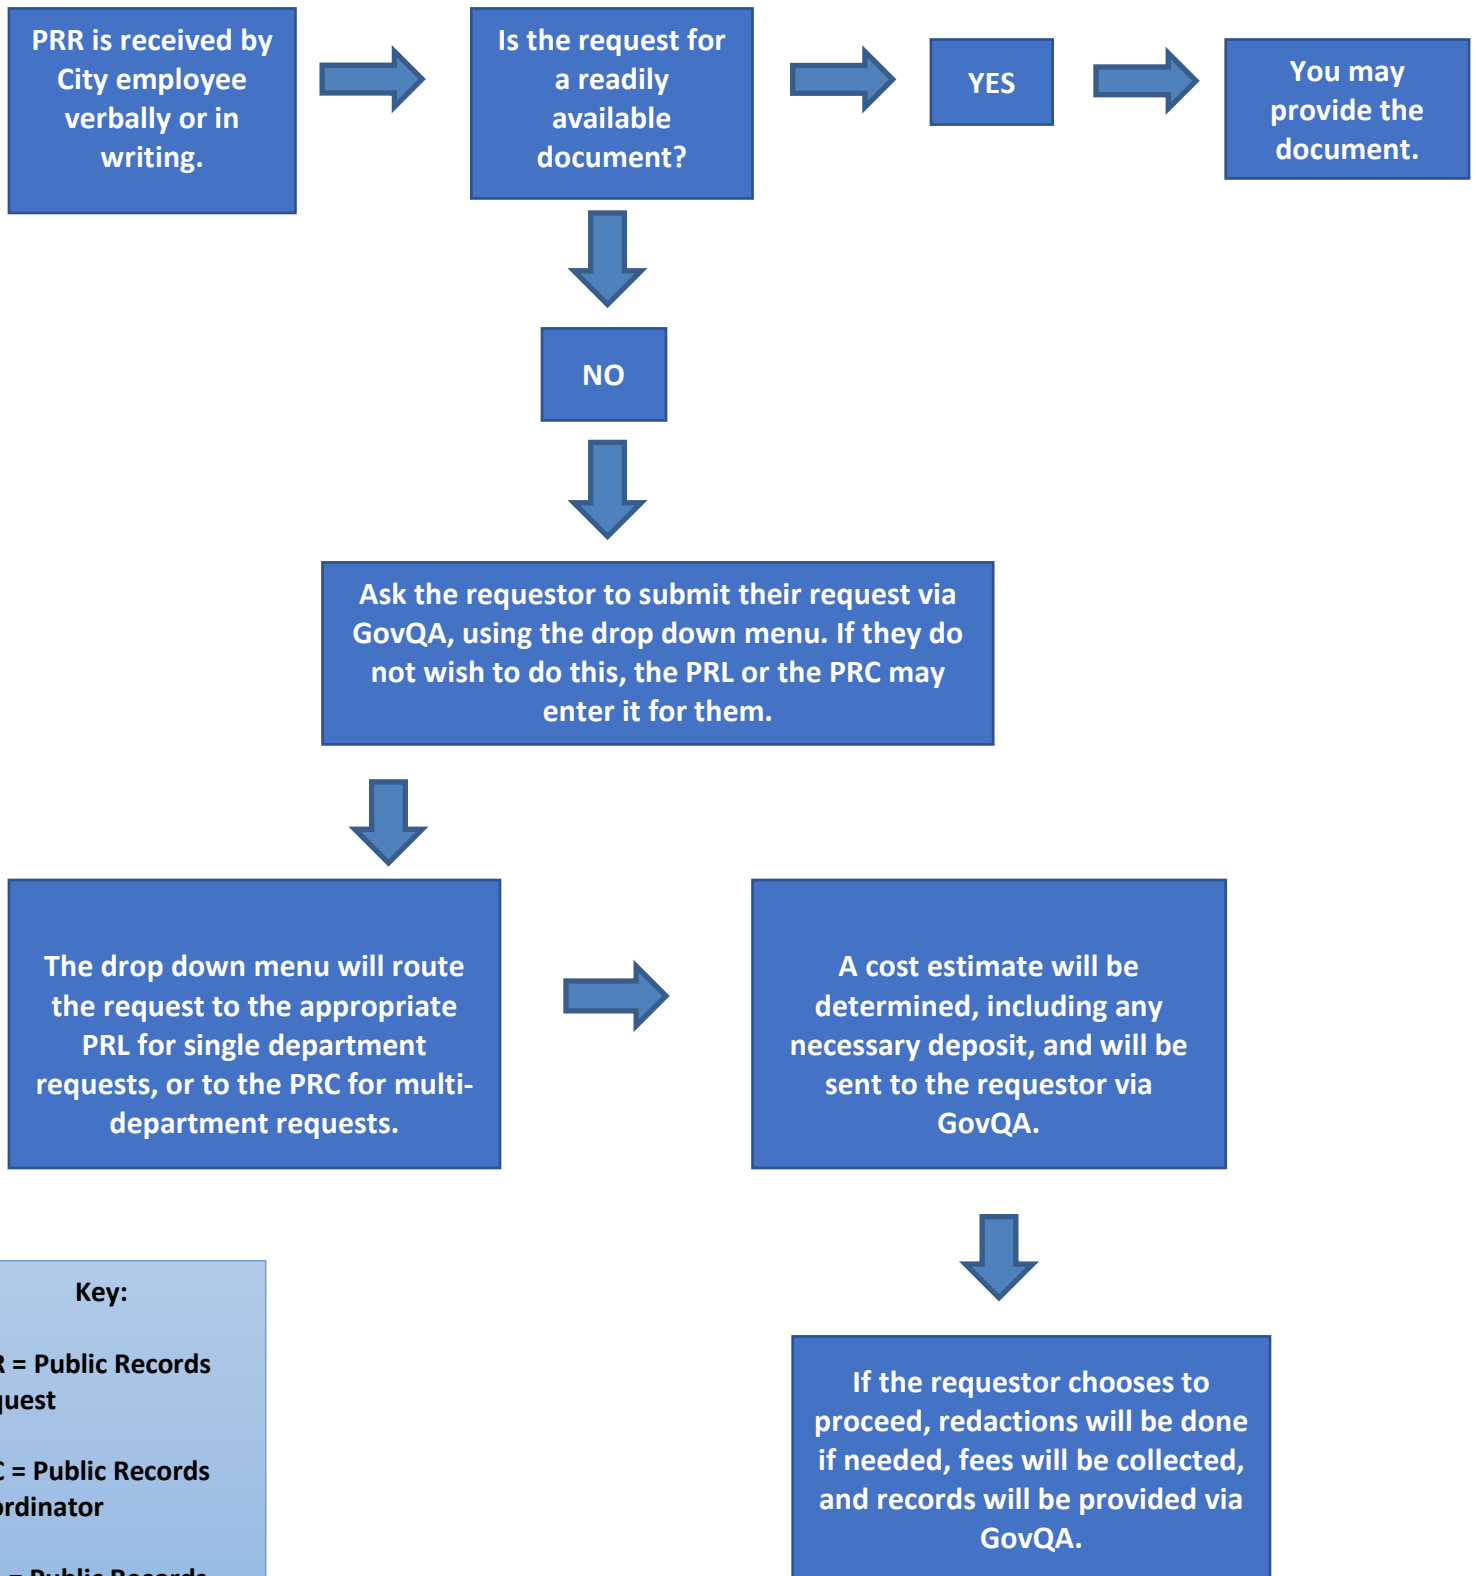 PRR is received by
City employee
verbally or in
writing.
Is the request for
a readily
available
document?
YES
You may
provide the
document.
NO
Ask the requestor to submit their request via
GovQA, using the drop down menu. If they do
not wish to do this, the PRL or the PRC may
enter it for them.
The drop down menu will route
the request to the appropriate
PRL for single department
requests, or to the PRC for multi-
department requests.
A cost estimate will be
determined, including any
necessary deposit, and will be
sent to the requestor via
GovQA.
Key:
= Public Records
= Public Records
= Public Records
If the requestor chooses to
proceed, redactions will be done
if needed, fees will be collected,
and records will be provided via
GovQA.